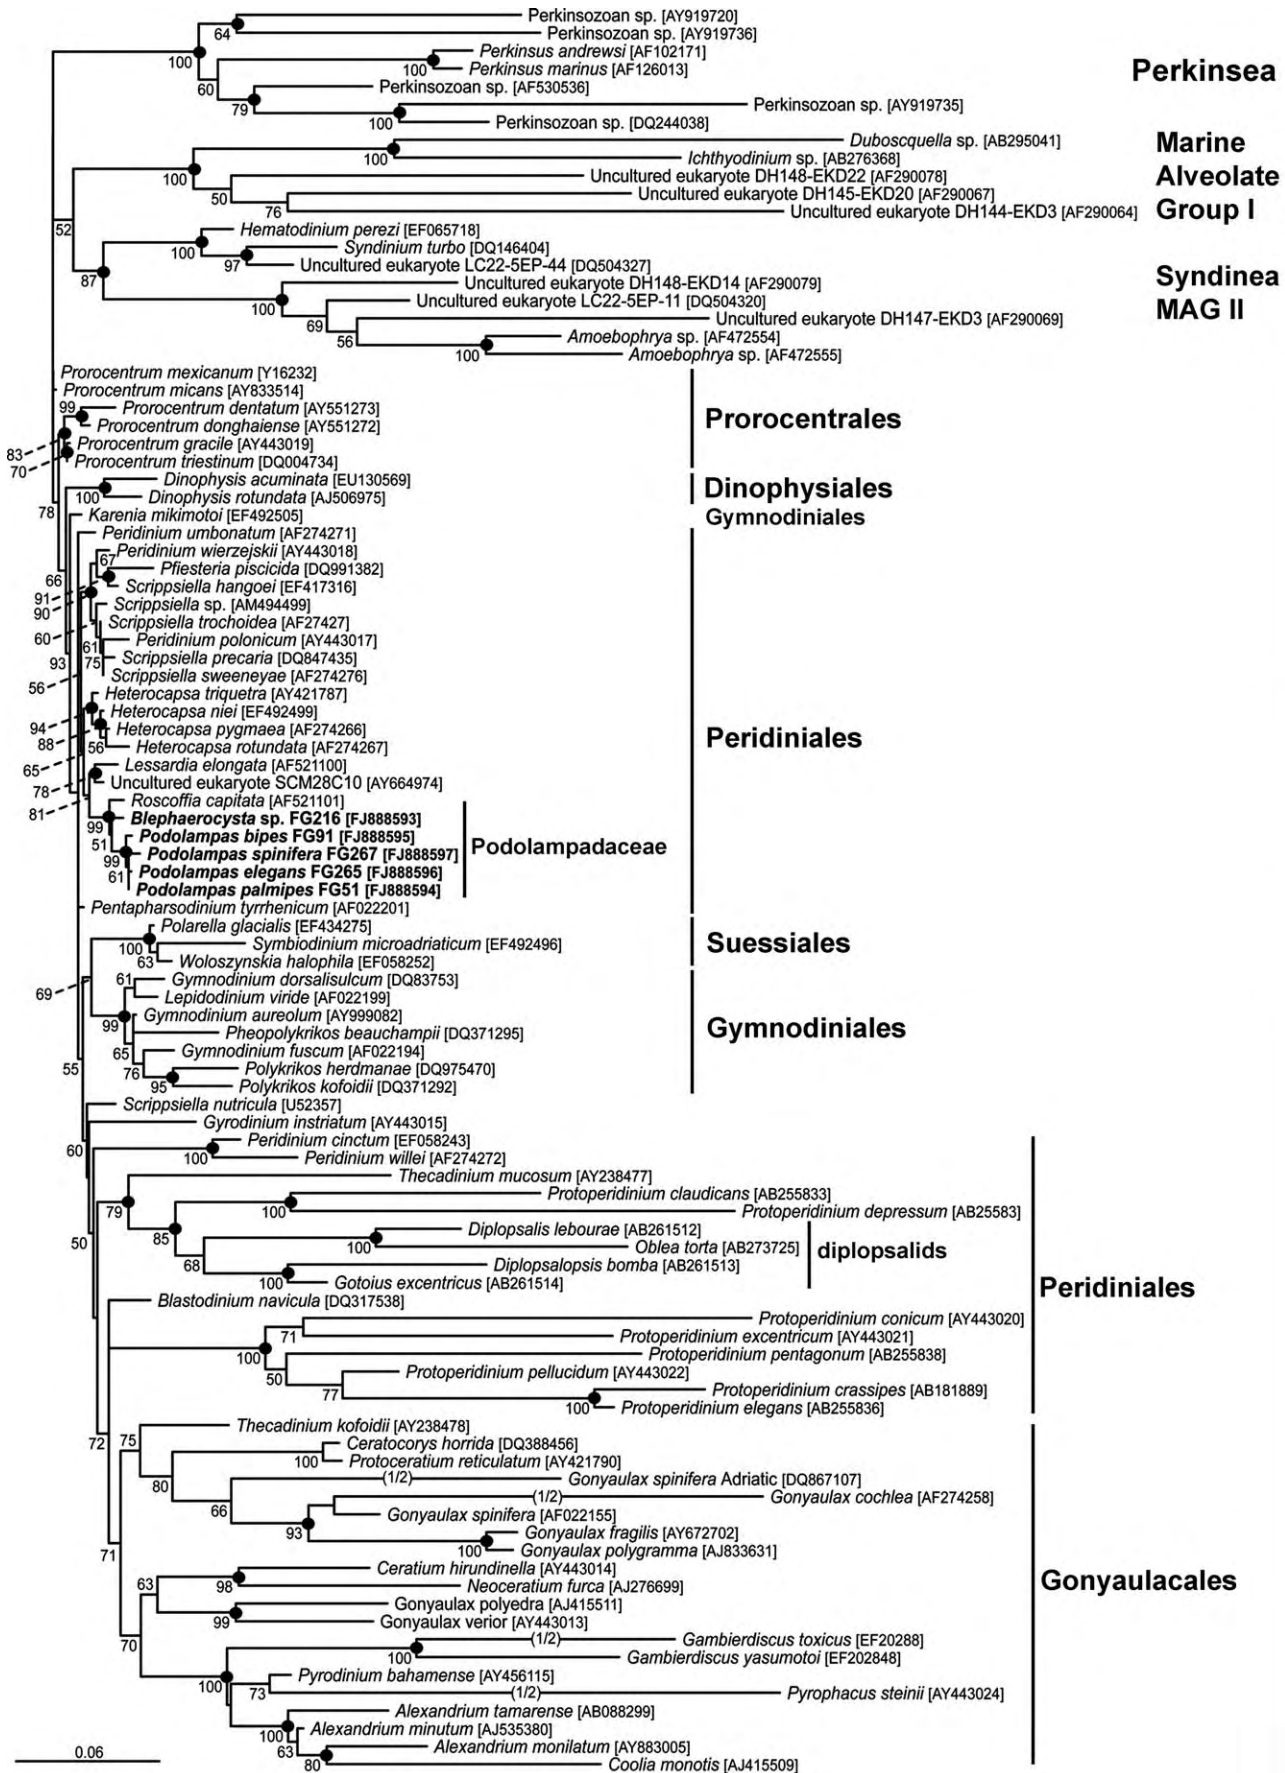 Perkinsozoan sp. [AY919720]
64
Perkinsozoan sp. [AY919736]
100
Perkinsus andrewsi [AF102171]
100
Perkinsus marinus [AF126013]
Perkinsea
60
Perkinsozoan sp. [AF530536]
79
Perkinsozoan sp. [AY919735]
100
Perkinsozoan sp. [DQ244038]
Duboscquella sp. [AB295041]
Marine
100
Ichthyodinium sp. [AB276368]
100
Uncultured eukaryote DH148-EKD22 [AF290078]
Alveolate
50
Uncultured eukaryote DH145-EKD20 [AF290067]
76
Uncultured eukaryote DH144-EKD3 [AF290064]
Group I
52
Hematodinium perezi [EF065718]
100
Syndinium turbo [DQ146404]
97
Uncultured eukaryote LC22-5EP-44 [DQ504327]
87
Syndinea
Uncultured eukaryote DH148-EKD14 [AF290079]
100
Uncultured eukaryote LC22-5EP-11 [DQ504320]
MAG II
69
Uncultured eukaryote DH147-EKD3 [AF290069]
56
Amoebophrya sp. [AF472554]
100
Amoebophrya sp. [AF472555]
Prorocentrum mexicanum [Y16232]
Prorocentrum micans [AY833514]
99
Prorocentrum dentatum [AY551273]
Prorocentrum donghaiense [AY551272]
Prorocentrales
83
Prorocentrum gracile [AY443019]
70
Prorocentrum triestinum [DQ004734]
Dinophysis acuminata [EU130569]
100
Dinophysiales
Dinophysis rotundata [AJ506975]
78
Karenia mikimotoi [EF492505]
Gymnodiniales
Peridinium umbonatum [AF274271]
Peridinium wierzejskii [AY443018]
67
66
Pfiesteria piscicida [DQ991382]
91
Scrippsiella hangoei [EF417316]
90
Scrippsiella sp. [AM494499]
Scrippsiella trochoidea [AF27427]
60
61
Peridinium polonicum [AY443017]
93
75
Scrippsiella precaria [DQ847435]
Scrippsiella sweeneyae [AF274276]
56
Heterocapsa triquetra [AY421787]
Heterocapsa niei [EF492499]
94
Heterocapsa pygmaea [AF274266]
Peridiniales
88
56
Heterocapsa rotundata [AF274267]
65
Lessardia elongata [AF521100]
78
Uncultured eukaryote SCM28C10 [AY664974]
81
Roscoffia capitata [AF521101]
Blephaerocysta sp. FG216 [FJ888593]
99
51
Podolampas bipes FG91 [FJ888595]
Podolampadaceae
Podolampas spinifera FG267 [FJ888597]
99
61
Podolampas elegans FG265 [FJ888596]
Podolampas palmipes FG51 [FJ888594]
Pentapharsodinium tyrrhenicum [AF022201]
Polarella glacialis [EF434275]
100
Symbiodinium microadriaticum [EF492496]
Suessiales
63
Woloszynskia halophila [EF058252]
69
61
Gymnodinium dorsalisulcum [DQ83753]
Lepidodinium viride [AF022199]
99
Gymnodinium aureolum [AY999082]
Pheopolykrikos beauchampii [DQ371295]
Gymnodiniales
65
Gymnodinium fuscum [AF022194]
55
76
Polykrikos herdmanae [DQ975470]
95
Polykrikos kofoidii [DQ371292]
Scrippsiella nutricula [U52357]
Gyrodinium instriatum [AY443015]
60
Peridinium cinctum [EF058243]
100
Peridinium willei [AF274272]
Thecadinium mucosum [AY238477]
Protoperidinium claudicans [AB255833]
79
100
Protoperidinium depressum [AB25583]
50
85
Diplopsalis lebourae [AB261512]
100
Oblea torta [AB273725]
diplopsalids
68
Diplopsalopsis bomba [AB261513]
100
Gotoius excentricus [AB261514]
Peridiniales
Blastodinium navicula [DQ317538]
Protoperidinium conicum [AY443020]
71
Protoperidinium excentricum [AY443021]
100
Protoperidinium pentagonum [AB255838]
50
Protoperidinium pellucidum [AY443022]
77
Protoperidinium crassipes [AB181889]
100
Protoperidinium elegans [AB255836]
Thecadinium kofoidii [AY238478]
72
75
Ceratocorys horrida [DQ388456]
100
Protoceratium reticulatum [AY421790]
80
(1/2)
Gonyaulax spinifera Adriatic [DQ867107]
66
(1/2)
Gonyaulax cochlea [AF274258]
Gonyaulax spinifera [AF022155]
93
Gonyaulax fragilis [AY672702]
100
Gonyaulax polygramma [AJ833631]
71
Ceratium hirundinella [AY443014]
63
98
Neoceratium furca [AJ276699]
Gonyaulacales
Gonyaulax polyedra [AJ415511]
99
Gonyaulax verior [AY443013]
70
(1/2)
Gambierdiscus toxicus [EF20288]
100
Gambierdiscus yasumotoi [EF202848]
100
Pyrodinium bahamense [AY456115]
73
(1/2)
Pyrophacus steinii [AY443024]
Alexandrium tamarense [AB088299]
100
Alexandrium minutum [AJ535380]
63
Alexandrium monilatum [AY883005]
0.06
80
Coolia monotis [AJ415509]